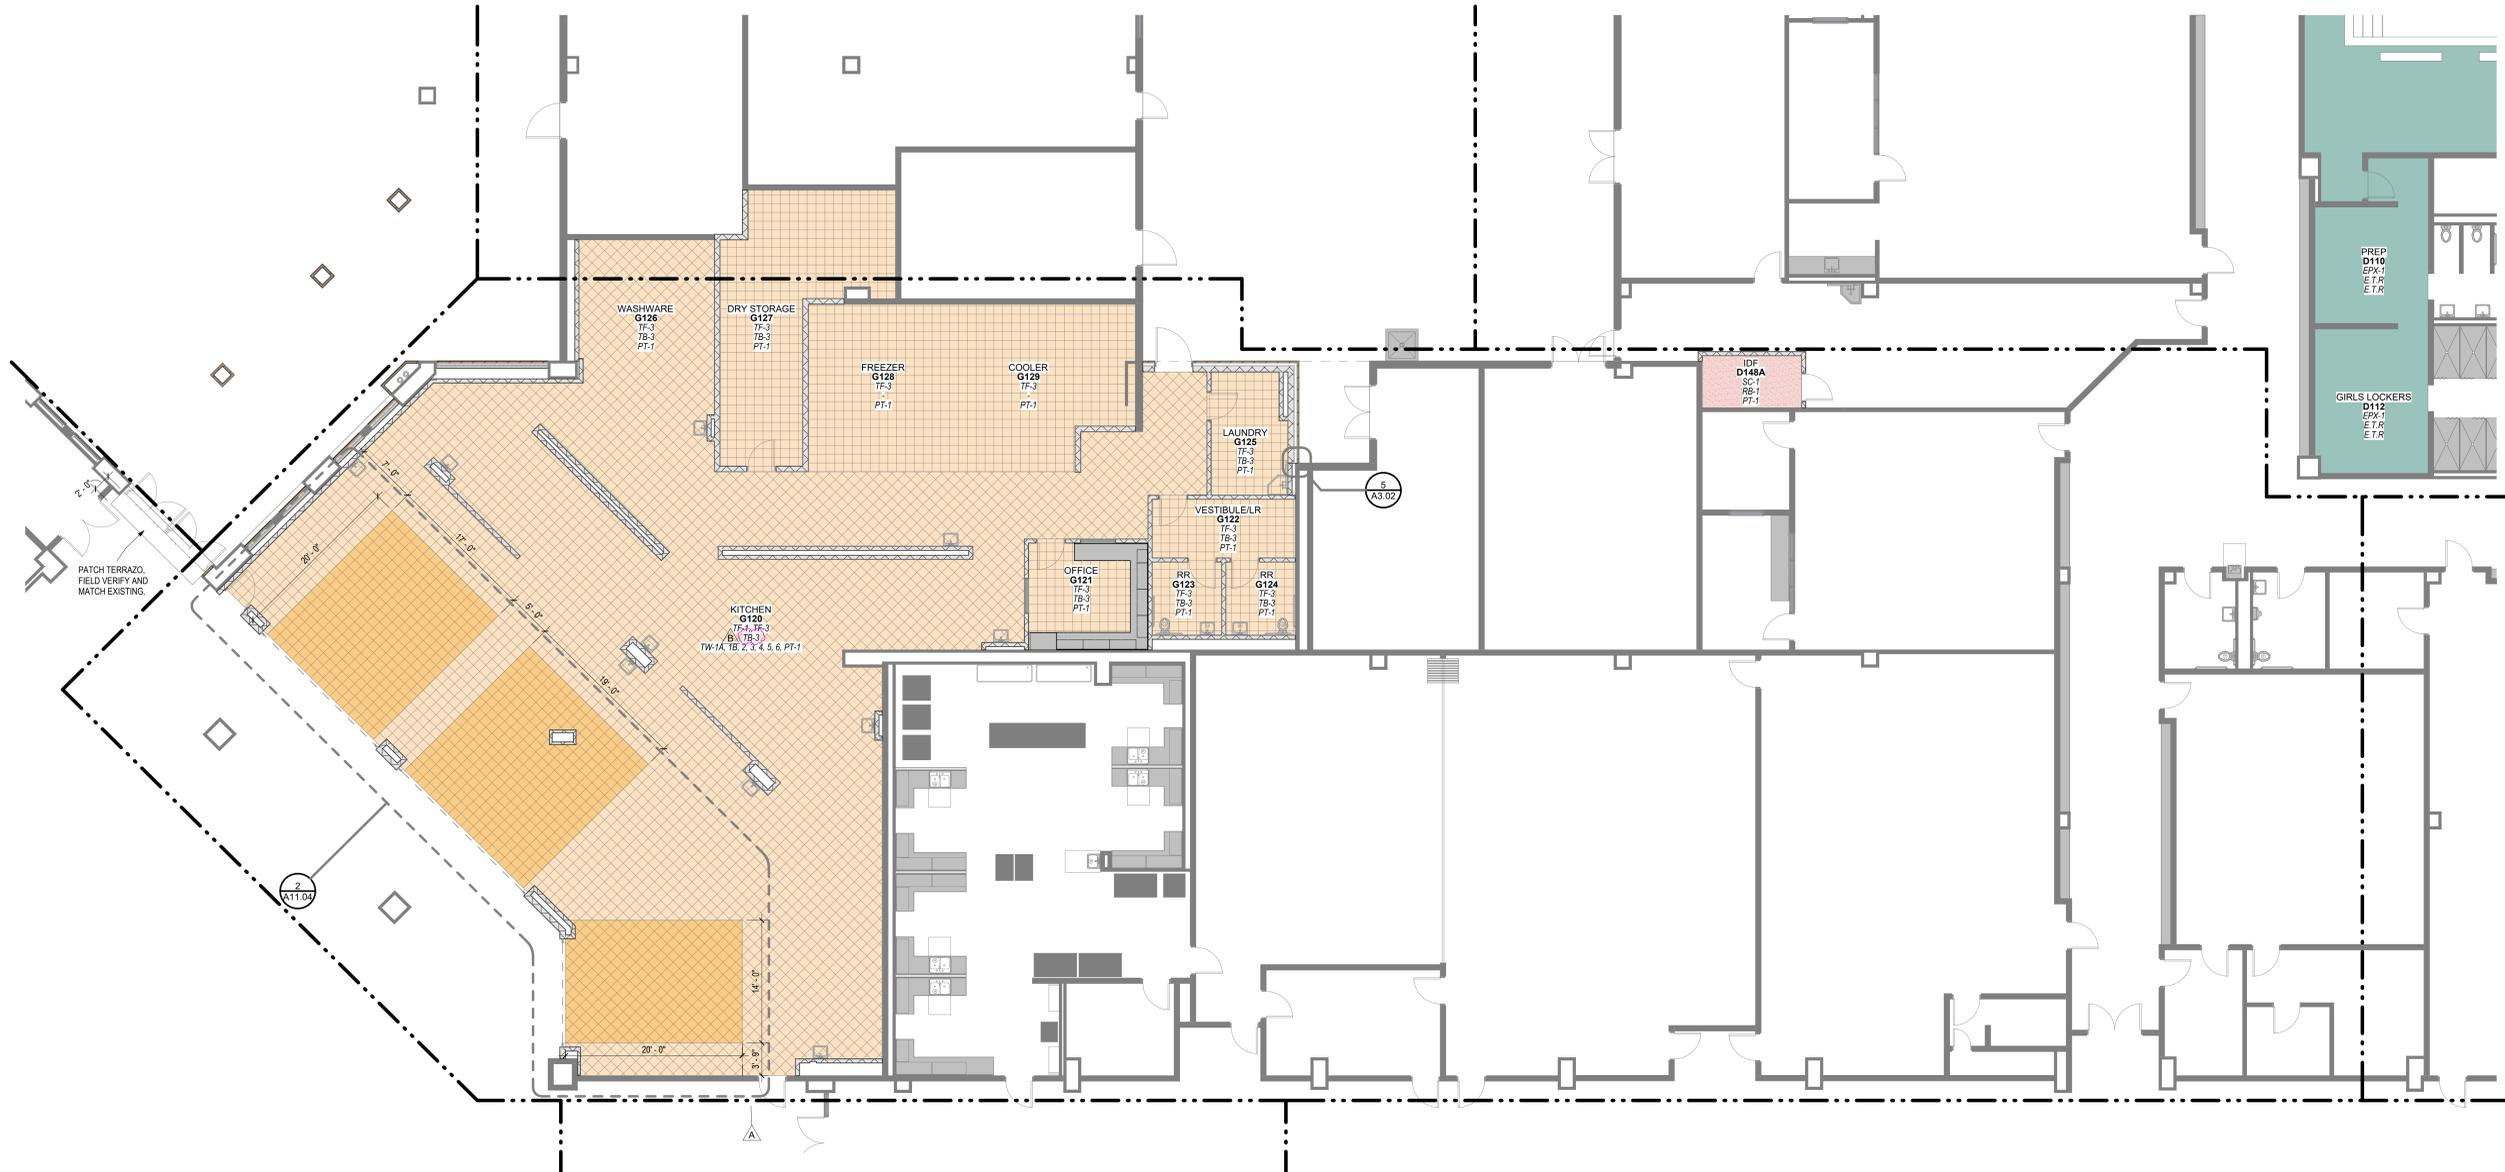 WASHWARE
G126
TF-3
TB-3
PT-1
DRY STORAGE
G127
TF-3
TB-3
PT-1
FREEZER
G128
TF-3
-
PT-1
COOLER
G129
TF-3
-
PT-1
LAUNDRY
G125
TF-3
TB-3
PT-1
IDF
D148A
SC-1
RB-1
PT-1
PREP
D110
EPX-1
E.T.R
E.T.R
GIRLS LOCKERS
D112
EPX-1
E.T.R
E.T.R
5
A3.02
VESTIBULE/LR
G122
TF-3
TB-3
PT-1
OFFICE
G121
TF-3
TB-3
PT-1
RR
G123
TF-3
TB-3
PT-1
RR
G124
TF-3
TB-3
PT-1
KITCHEN
G120
TF-1, TF-3
B
TB-3
TW-1A, 1B, 2, 3, 4, 5, 6, PT-1
2' - 0"
7' - 0"
20' - 0"
17' - 0"
5' - 0"
19' - 0"
PATCH TERRAZO,
FIELD VERIFY AND
MATCH EXISTING.
2
A11.04
14' - 0"
20' - 0"
3' - 9"
A